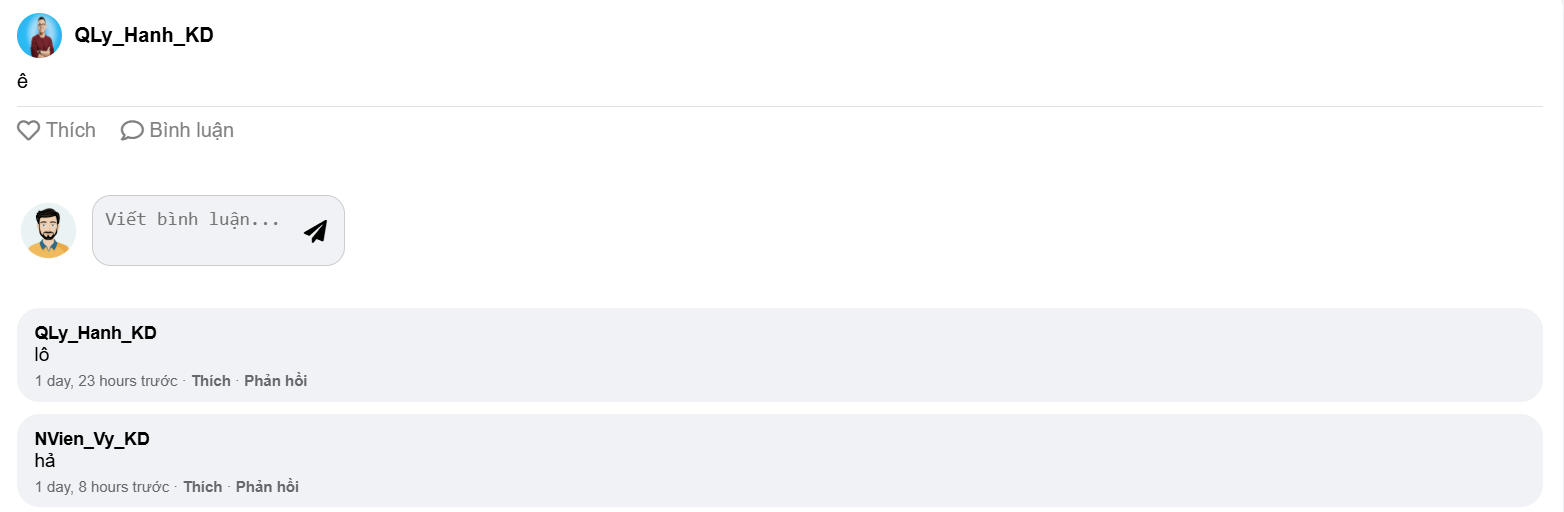 QLy_Hanh_KD
ê
Thích Bình luận
Viết bình luận...
QLy_Hanh_KD
lô
1 day, 23 hours trước · Thích · Phản hồi
NVien_Vy_KD
hả
1 day, 8 hours trước · Thích · Phản hồi